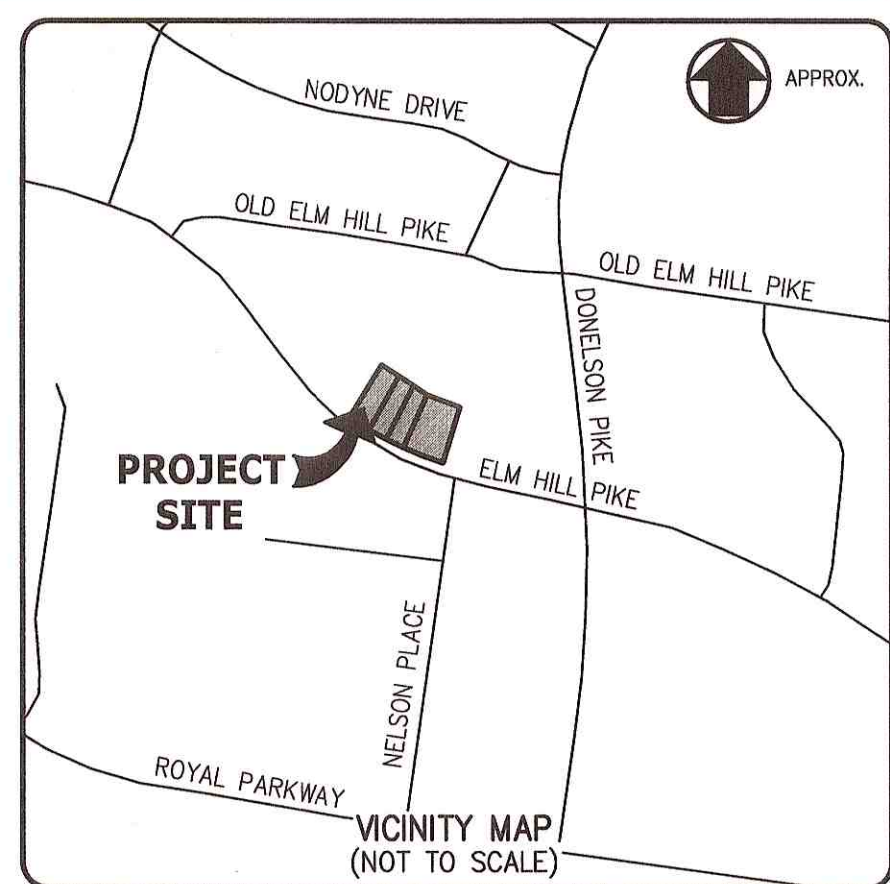 APPROX.
NODYNE DRIVE
OLD ELM HILL PIKE
OLD ELM HILL PIKE
DONELSON PIKE
PROJECT
SITE
ELM HILL PIKE
NELSON PLACE
ROYAL PARKWAY
VICINITY MAP
(NOT TO SCALE)